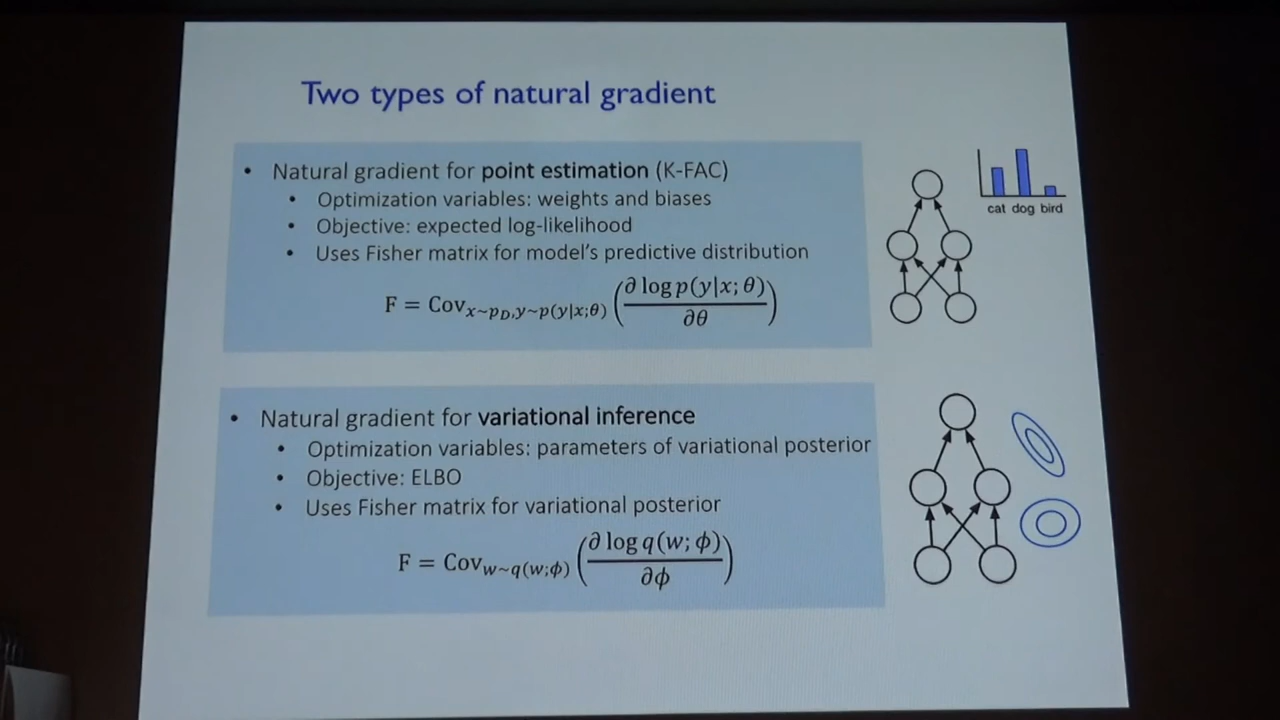 Two types of natural gradient
• Natural gradient for point estimation (K-FAC)
• Optimization variables: weights and biases
• Objective: expected log-likelihood
• Uses Fisher matrix for model's predictive distribution
F = Cov_{x~p_D,y~p(y|x;θ)} (∂ log p(y|x; θ) / ∂θ)
cat dog bird
• Natural gradient for variational inference
• Optimization variables: parameters of variational posterior
• Objective: ELBO
• Uses Fisher matrix for variational posterior
F = Cov_{w~q(w;ϕ)} (∂ log q(w; ϕ) / ∂ϕ)